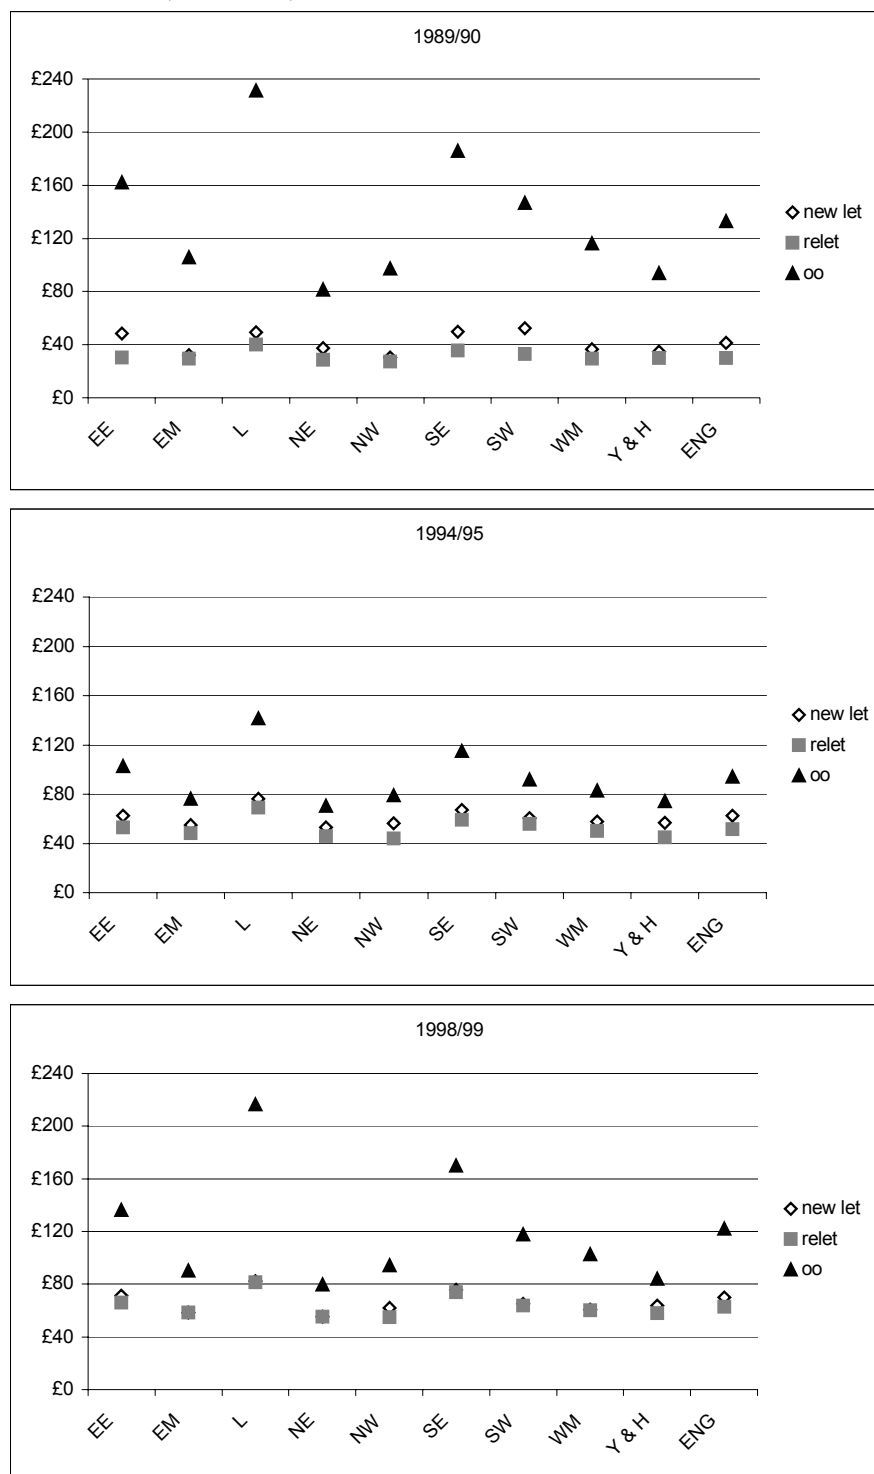 1989/90
£240
£200
£160
£120
£80
£40
£0
EE
EM
L
NE
NW
SE
SW
WM
Y & H
ENG
new let
relet
oo
1994/95
£240
£200
£160
£120
£80
£40
£0
EE
EM
L
NE
NW
SE
SW
WM
Y & H
ENG
new let
relet
oo
1998/99
£240
£200
£160
£120
£80
£40
£0
EE
EM
L
NE
NW
SE
SW
WM
Y & H
ENG
new let
relet
oo